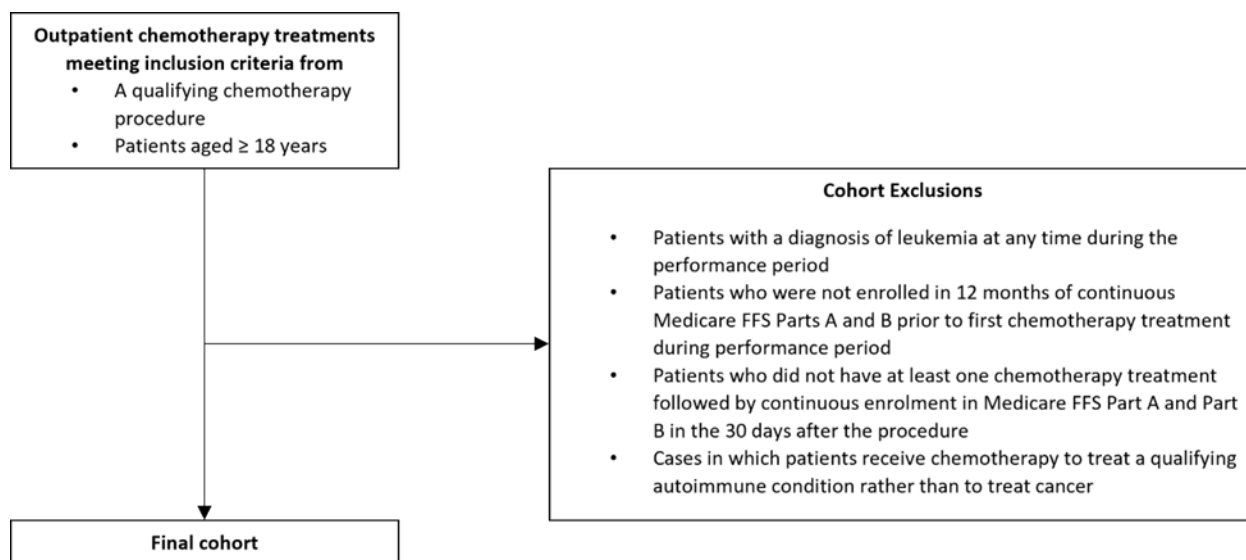 Outpatient chemotherapy treatments
meeting inclusion criteria from
• A qualifying chemotherapy
procedure
• Patients aged ≥ 18 years
Cohort Exclusions
• Patients with a diagnosis of leukemia at any time during the
performance period
• Patients who were not enrolled in 12 months of continuous
Medicare FFS Parts A and B prior to first chemotherapy treatment
during performance period
• Patients who did not have at least one chemotherapy treatment
followed by continuous enrolment in Medicare FFS Part A and Part
B in the 30 days after the procedure
• Cases in which patients receive chemotherapy to treat a qualifying
autoimmune condition rather than to treat cancer
Final cohort